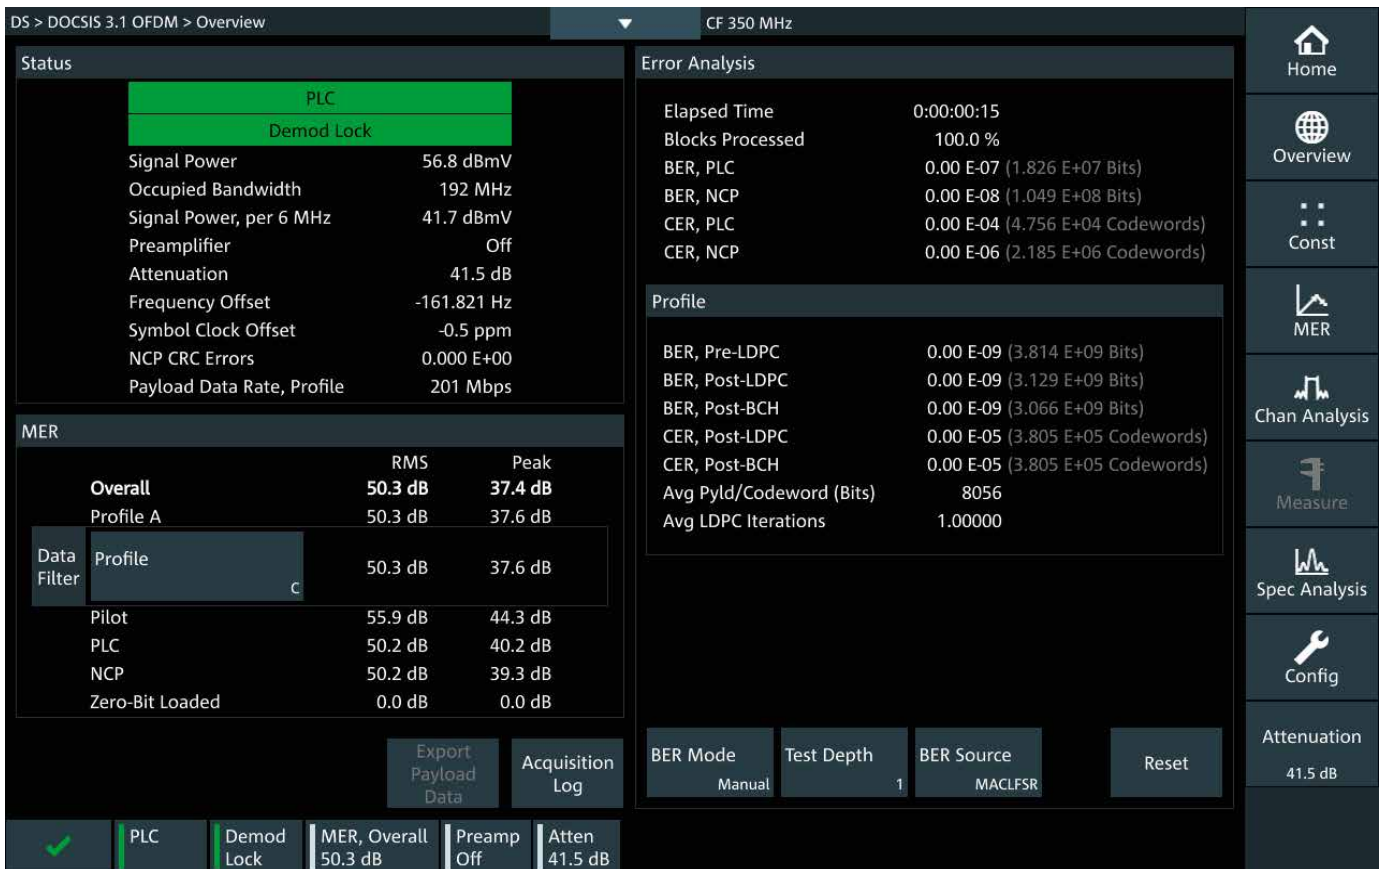 DS > DOCSIS 3.1 OFDM > Overview
CF 350 MHz
Status
PLC
Demod Lock
Signal Power 56.8 dBmV
Occupied Bandwidth 192 MHz
Signal Power, per 6 MHz 41.7 dBmV
Preamplifier Off
Attenuation 41.5 dB
Frequency Offset -161.821 Hz
Symbol Clock Offset -0.5 ppm
NCP CRC Errors 0.000 E+00
Payload Data Rate, Profile 201 Mbps
MER
RMS Peak
Overall 50.3 dB 37.4 dB
Profile A 50.3 dB 37.6 dB
Data Filter Profile C 50.3 dB 37.6 dB
Pilot 55.9 dB 44.3 dB
PLC 50.2 dB 40.2 dB
NCP 50.2 dB 39.3 dB
Zero-Bit Loaded 0.0 dB 0.0 dB
Export
Payload
Data
Acquisition
Log
Error Analysis
Elapsed Time 0:00:00:15
Blocks Processed 100.0 %
BER, PLC 0.00 E-07 (1.826 E+07 Bits)
BER, NCP 0.00 E-08 (1.049 E+08 Bits)
CER, PLC 0.00 E-04 (4.756 E+04 Codewords)
CER, NCP 0.00 E-06 (2.185 E+06 Codewords)
Profile
BER, Pre-LDPC 0.00 E-09 (3.814 E+09 Bits)
BER, Post-LDPC 0.00 E-09 (3.129 E+09 Bits)
BER, Post-BCH 0.00 E-09 (3.066 E+09 Bits)
CER, Post-LDPC 0.00 E-05 (3.805 E+05 Codewords)
CER, Post-BCH 0.00 E-05 (3.805 E+05 Codewords)
Avg Pyld/Codeword (Bits) 8056
Avg LDPC Iterations 1.00000
BER Mode
Manual
Test Depth
1
BER Source
MACLFSR
Reset
PLC
Demod
Lock
MER, Overall
50.3 dB
Preamp
Off
Atten
41.5 dB
Home
Overview
Const
MER
Chan Analysis
Measure
Spec Analysis
Config
Attenuation
41.5 dB